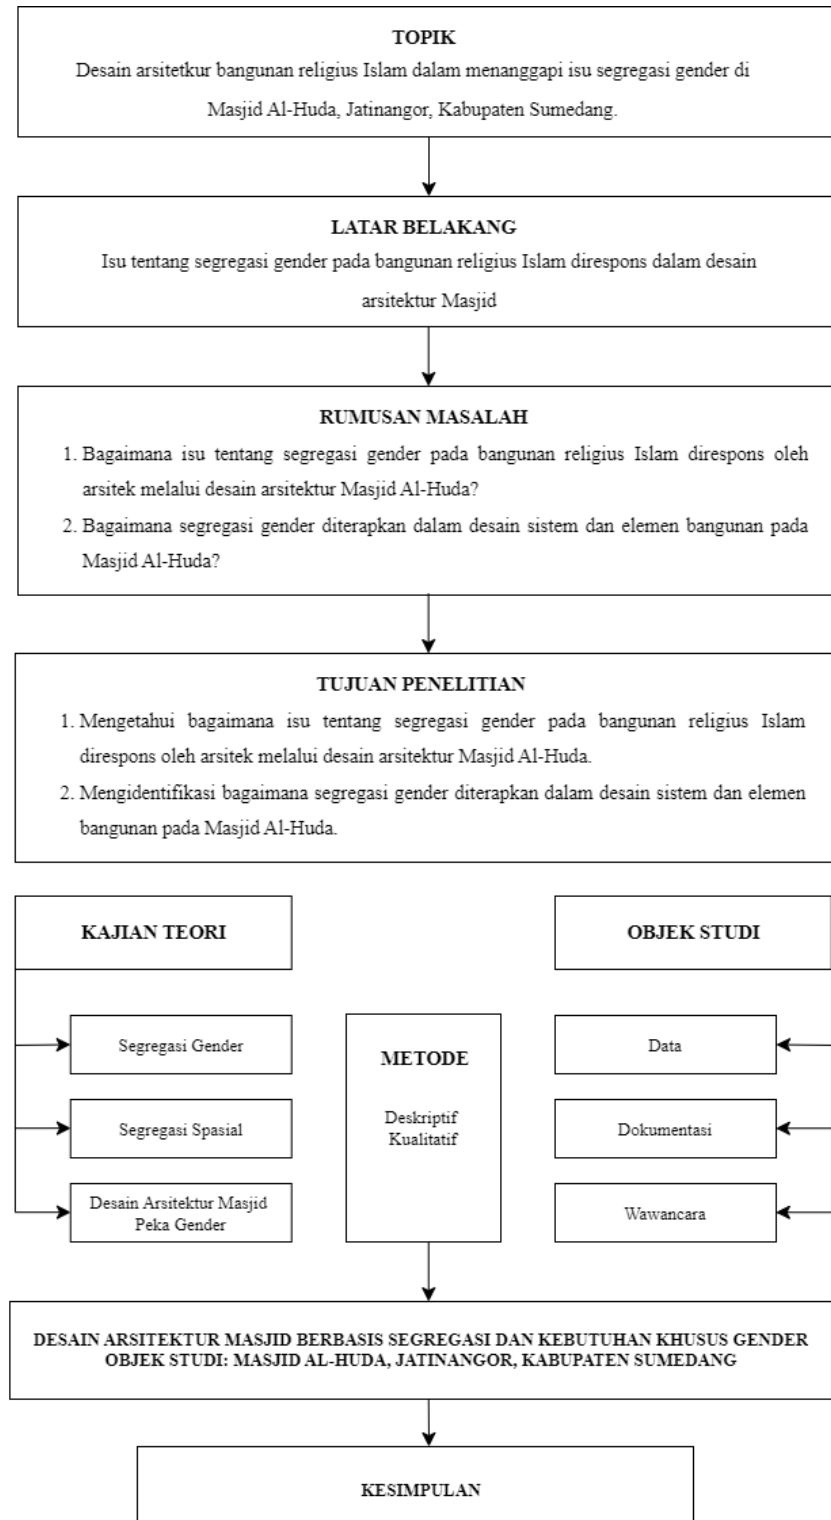 TOPIK
Desain arsitetkur bangunan religius Islam dalam menanggapi isu segregasi gender di
Masjid Al-Huda, Jatinangor, Kabupaten Sumedang.
LATAR BELAKANG
Isu tentang segregasi gender pada bangunan religius Islam direspons dalam desain
arsitektur Masjid
RUMUSAN MASALAH
1. Bagaimana isu tentang segregasi gender pada bangunan religius Islam direspons oleh
arsitek melalui desain arsitektur Masjid Al-Huda?
2. Bagaimana segregasi gender diterapkan dalam desain sistem dan elemen bangunan pada
Masjid Al-Huda?
TUJUAN PENELITIAN
1. Mengetahui bagaimana isu tentang segregasi gender pada bangunan religius Islam
direspons oleh arsitek melalui desain arsitektur Masjid Al-Huda.
2. Mengidentifikasi bagaimana segregasi gender diterapkan dalam desain sistem dan elemen
bangunan pada Masjid Al-Huda.
KAJIAN TEORI
Segregasi Gender
Segregasi Spasial
Desain Arsitektur Masjid
Peka Gender
METODE
Deskriptif
Kualitatif
OBJEK STUDI
Data
Dokumentasi
Wawancara
DESAIN ARSITEKTUR MASJID BERBASIS SEGREGASI DAN KEBUTUHAN KHUSUS GENDER
OBJEK STUDI: MASJID AL-HUDA, JATINANGOR, KABUPATEN SUMEDANG
KESIMPULAN